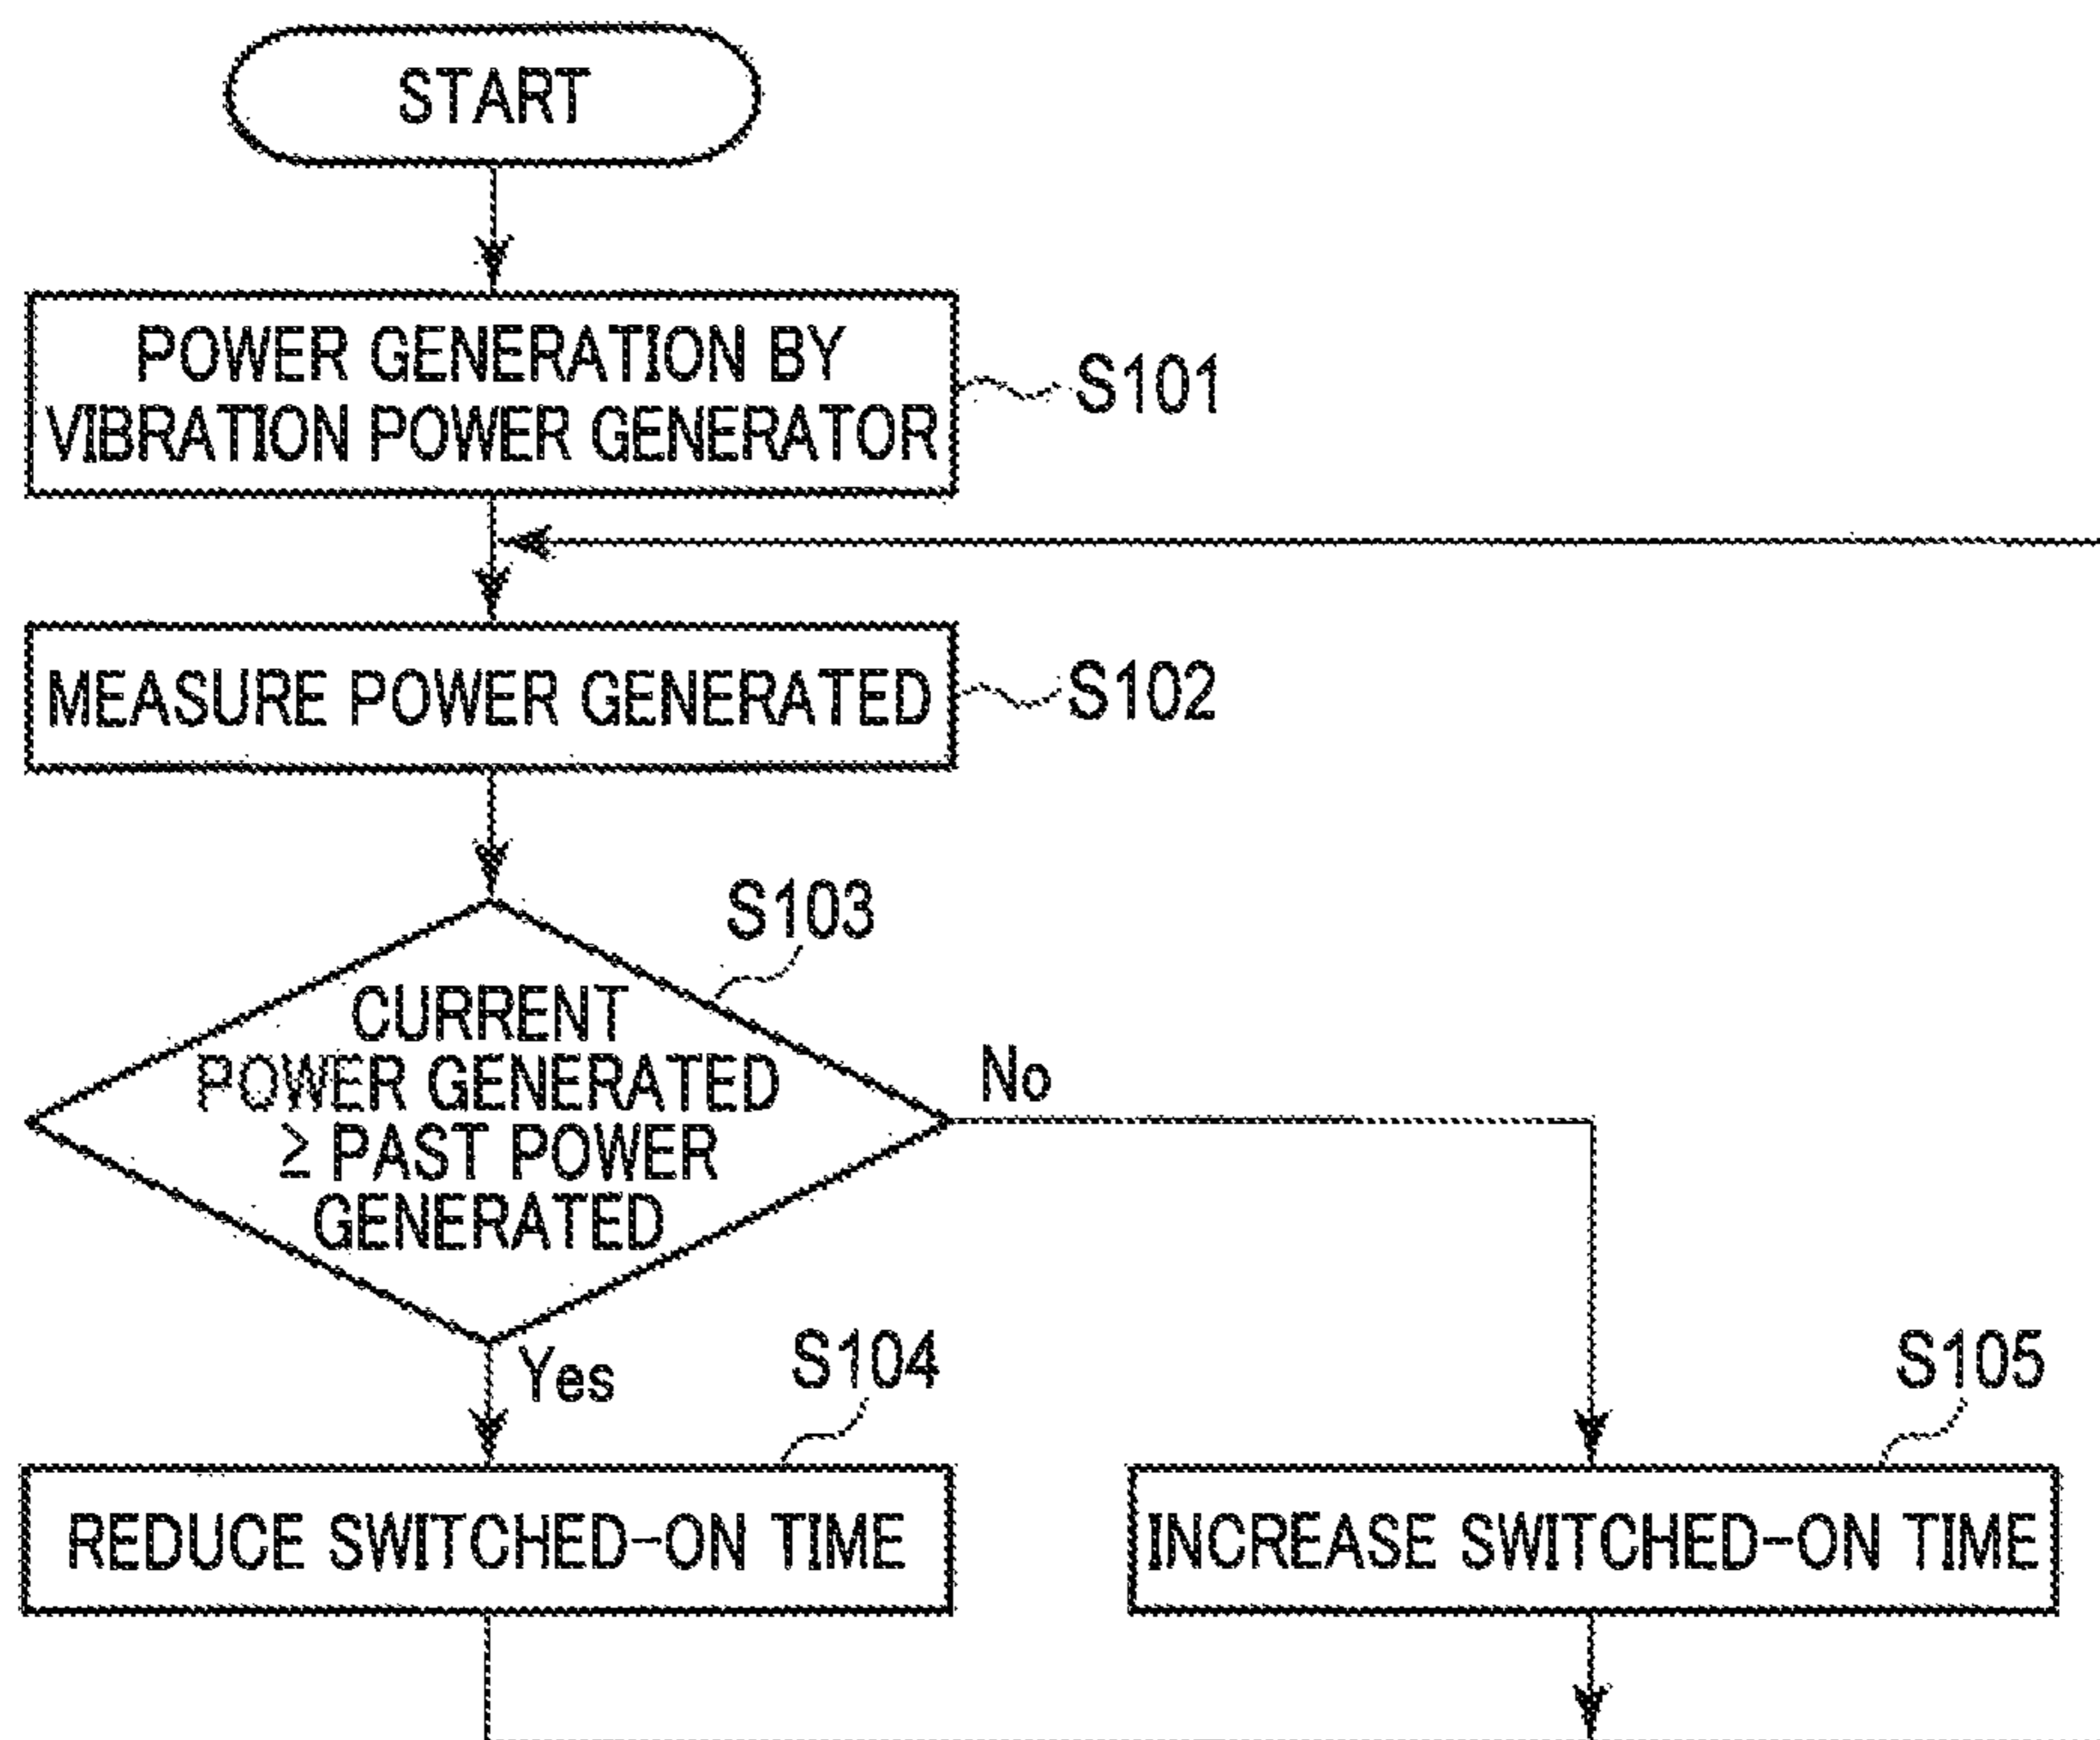 START
POWER GENERATION BY
VIBRATION POWER GENERATOR
S101
MEASURE POWER GENERATED
S102
S103
CURRENT
POWER GENERATED
≥ PAST POWER
GENERATED
No
Yes
S104
REDUCE SWITCHED-ON TIME
S105
INCREASE SWITCHED-ON TIME